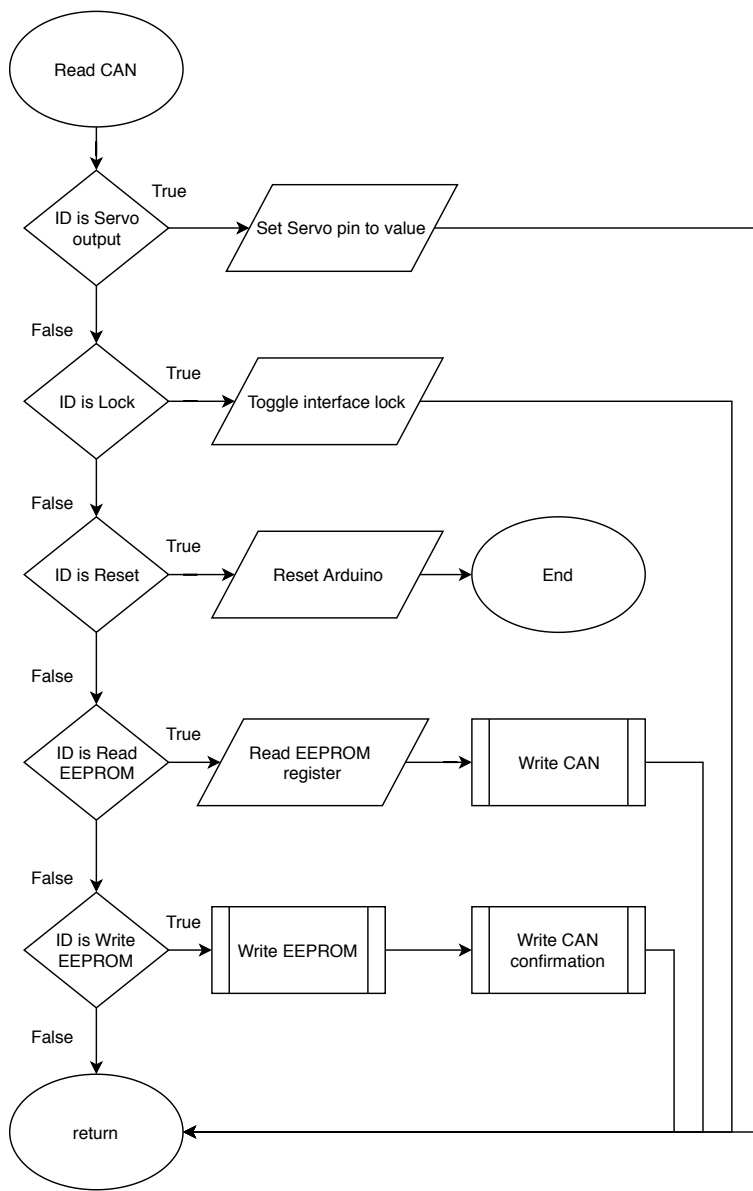 Read CAN
True
ID is Servo
output
Set Servo pin to value
False
True
ID is Lock
Toggle interface lock
False
True
ID is Reset
Reset Arduino
End
False
True
ID is Read
EEPROM
Read EEPROM
register
Write CAN
False
True
ID is Write
EEPROM
Write EEPROM
Write CAN
confirmation
False
return